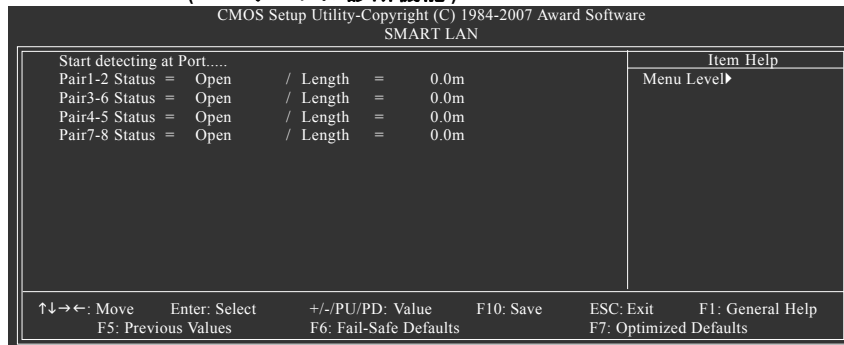 CMOS Setup Utility-Copyright (C) 1984-2007 Award Software
SMART LAN
Start detecting at Port.....
Pair1-2 Status = Open / Length = 0.0m
Pair3-6 Status = Open / Length = 0.0m
Pair4-5 Status = Open / Length = 0.0m
Pair7-8 Status = Open / Length = 0.0m
Item Help
Menu Level▶
↑↓→←: Move Enter: Select +/-/PU/PD: Value F10: Save ESC: Exit F1: General Help
F5: Previous Values F6: Fail-Safe Defaults F7: Optimized Defaults